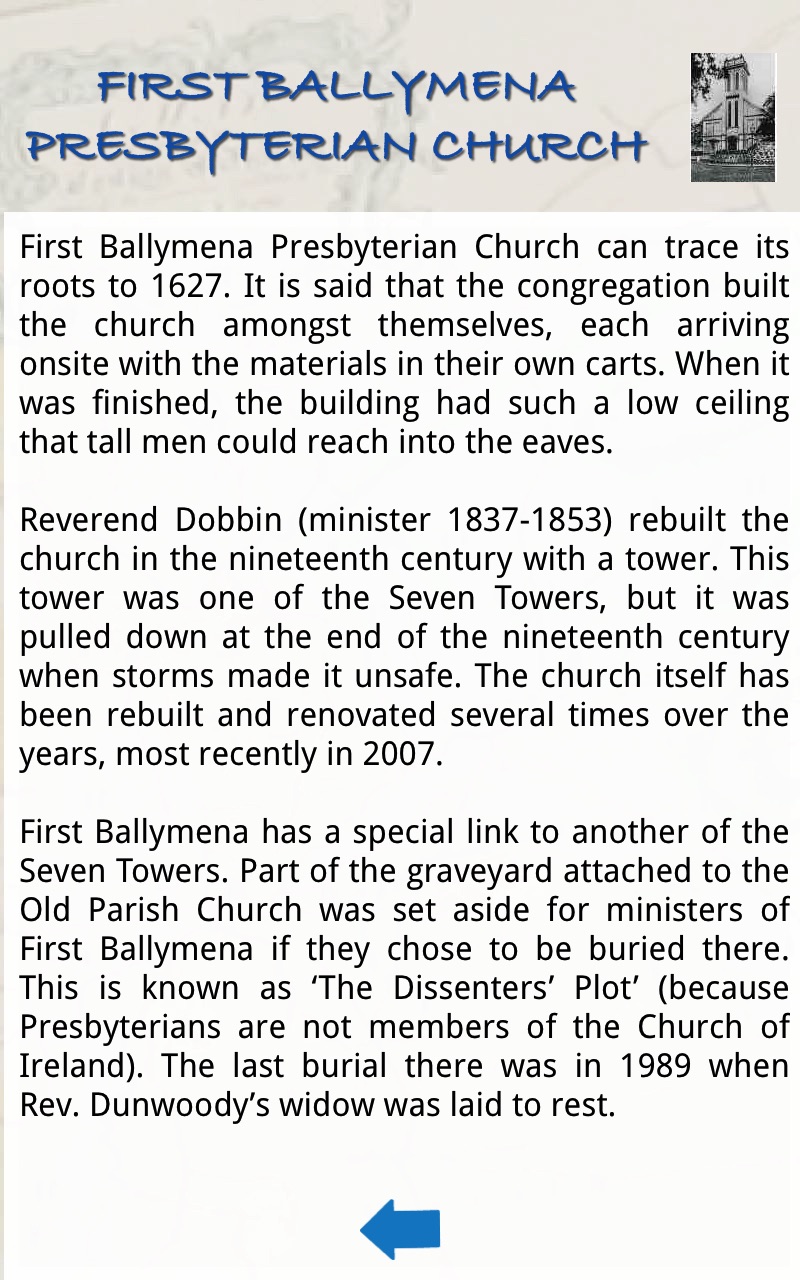 FIRST BALLYMENA
PRESBYTERIAN CHURCH
First Ballymena Presbyterian Church can trace its
roots to 1627. It is said that the congregation built
the church amongst themselves, each arriving
onsite with the materials in their own carts. When it
was finished, the building had such a low ceiling
that tall men could reach into the eaves.
Reverend Dobbin (minister 1837-1853) rebuilt the
church in the nineteenth century with a tower. This
tower was one of the Seven Towers, but it was
pulled down at the end of the nineteenth century
when storms made it unsafe. The church itself has
been rebuilt and renovated several times over the
years, most recently in 2007.
First Ballymena has a special link to another of the
Seven Towers. Part of the graveyard attached to the
Old Parish Church was set aside for ministers of
First Ballymena if they chose to be buried there.
This is known as ‘The Dissenters’ Plot’ (because
Presbyterians are not members of the Church of
Ireland). The last burial there was in 1989 when
Rev. Dunwoody’s widow was laid to rest.